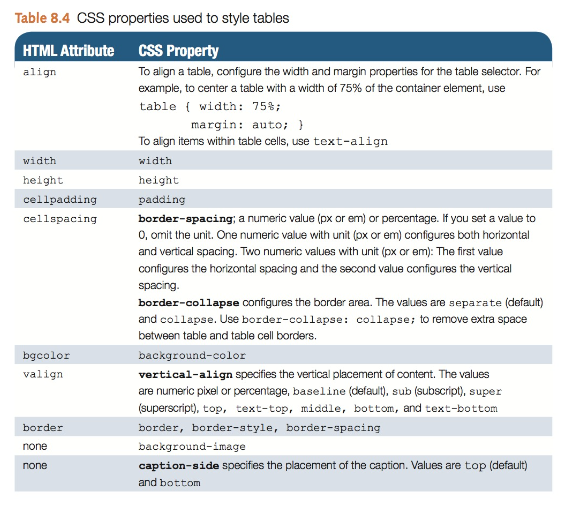 Table 8.4 CSS properties used to style tables
HTML Attribute CSS Property
align To align a table, configure the width and margin properties for the table selector. For
example, to center a table with a width of 75% of the container element, use
table { width: 75%;
margin: auto; }
To align items within table cells, use text-align
width width
height height
cellpadding padding
cellspacing border-spacing; a numeric value (px or em) or percentage. If you set a value to
0, omit the unit. One numeric value with unit (px or em) configures both horizontal
and vertical spacing. Two numeric values with unit (px or em): The first value
configures the horizontal spacing and the second value configures the vertical
spacing.
border-collapse configures the border area. The values are separate (default)
and collapse. Use border-collapse: collapse; to remove extra space
between table and table cell borders.
bgcolor background-color
valign vertical-align specifies the vertical placement of content. The values
are numeric pixel or percentage, baseline (default), sub (subscript), super
(superscript), top, text-top, middle, bottom, and text-bottom
border border, border-style, border-spacing
none background-image
none caption-side specifies the placement of the caption. Values are top (default)
and bottom